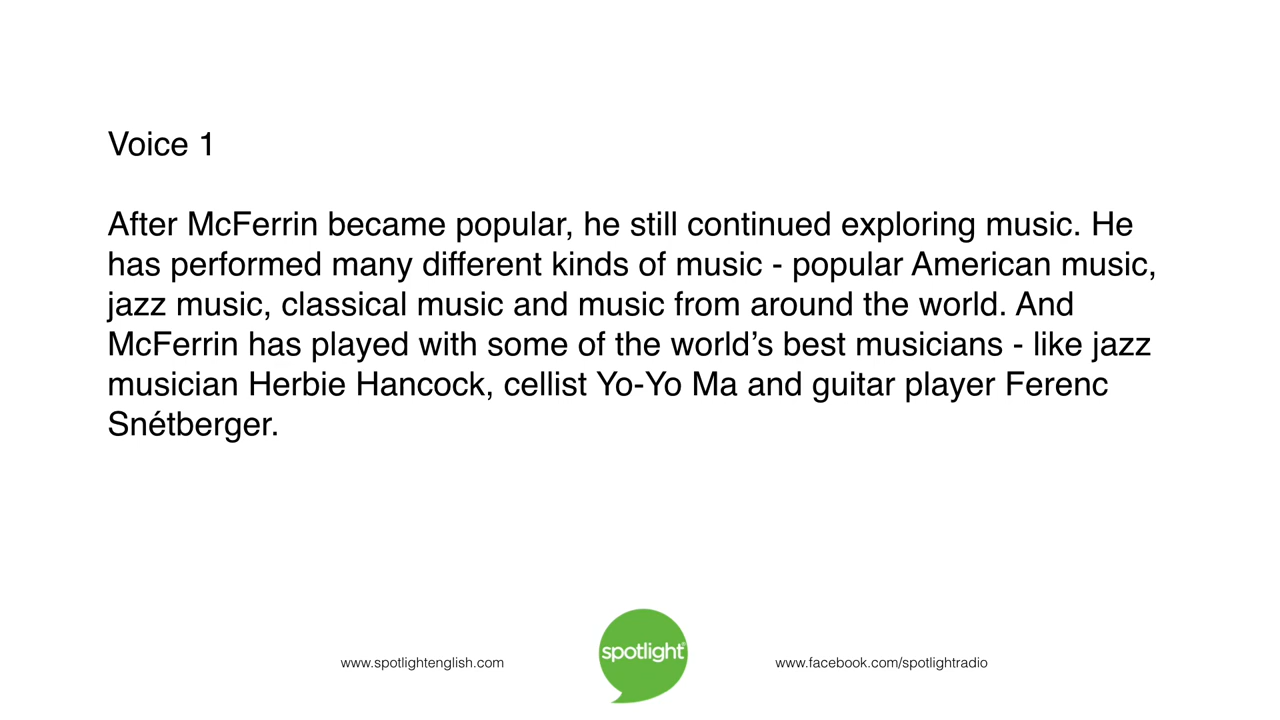 Voice 1
After McFerrin became popular, he still continued exploring music. He
has performed many different kinds of music - popular American music,
jazz music, classical music and music from around the world. And
McFerrin has played with some of the world’s best musicians - like jazz
musician Herbie Hancock, cellist Yo-Yo Ma and guitar player Ferenc
Snétberger.
www.spotlightenglish.com
spotlight®
www.facebook.com/spotlightradio